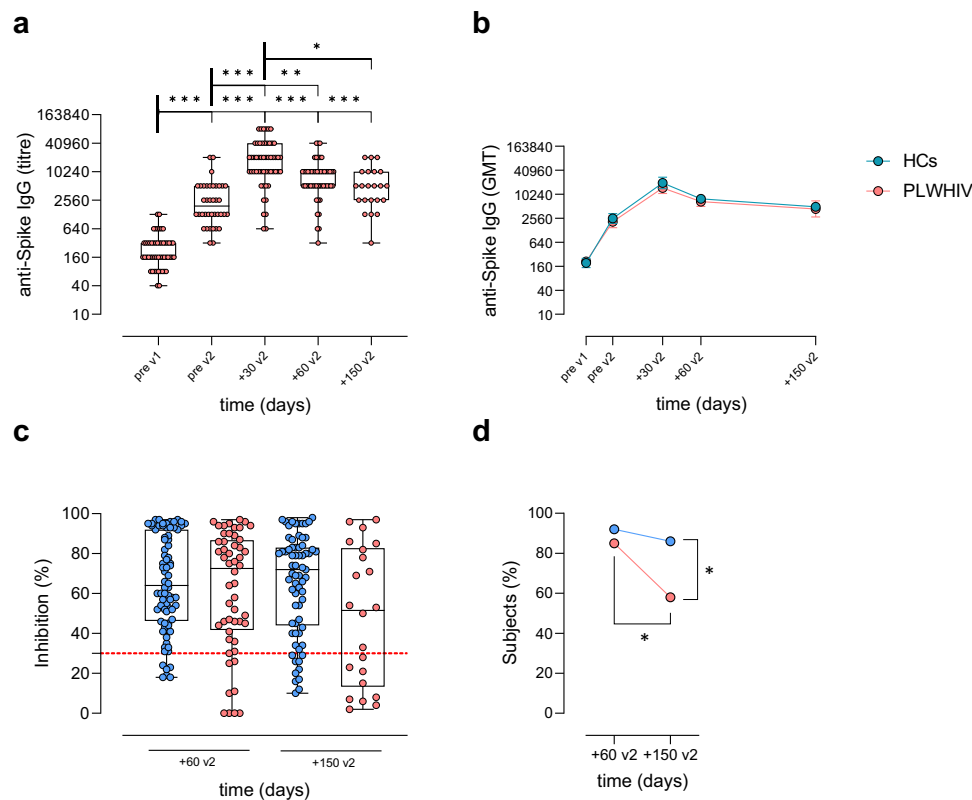 a
*
*** **
*** *** *** ***
163840
40960
10240
2560
640
160
40
10
anti-Spike IgG (titre)
pre v1 pre v2 +30 v2 +60 v2 +150 v2
time (days)
b
163840
40960
10240
2560
640
160
40
10
anti-Spike IgG (GMT)
pre v1 pre v2 +30 v2 +60 v2 +150 v2
time (days)
HCs
PLWHIV
c
100
80
60
40
20
0
Inhibition (%)
+60 v2 +150 v2
time (days)
d
100
80
60
40
20
0
Subjects (%)
*
*
+60 v2 +150 v2
time (days)